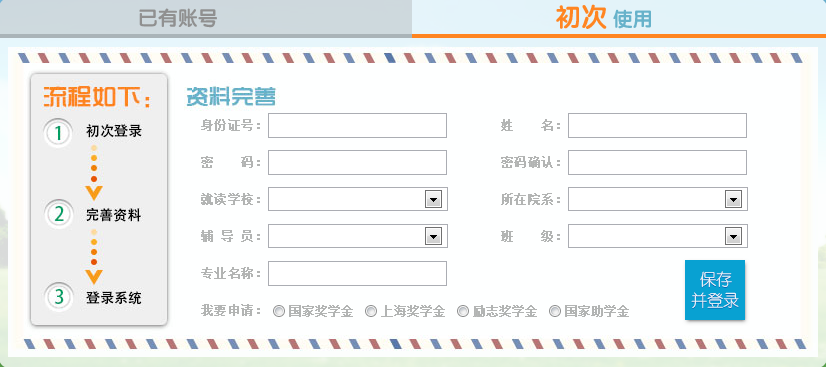 已有账号
初次 使用
流程如下：
1 初次登录
2 完善资料
3 登录系统
资料完善
身份证号：
姓 名：
密 码：
密码确认：
就读学校：
所在院系：
辅 导 员：
班 级：
专业名称：
我要申请： 国家奖学金 上海奖学金 励志奖学金 国家助学金
保存
并登录